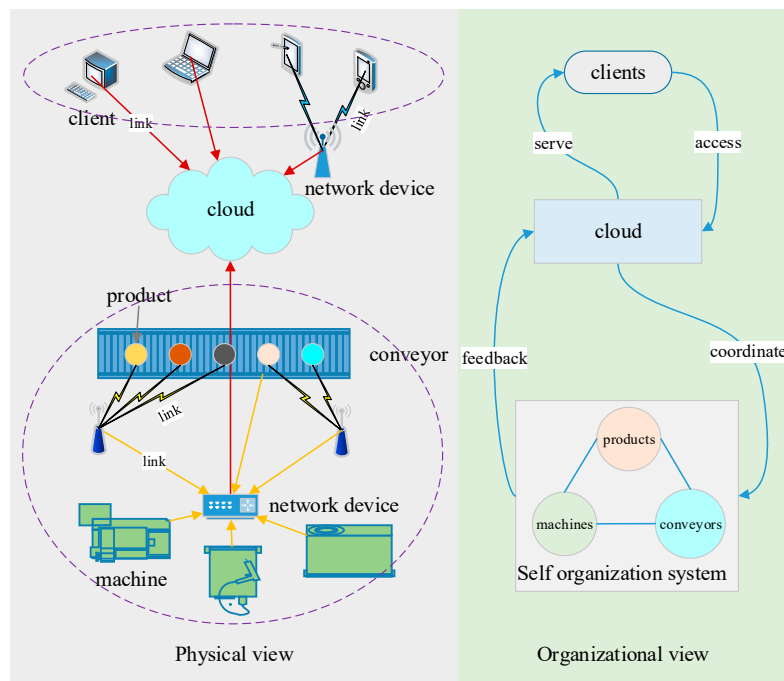 client
link
link
network device
cloud
product
conveyor
link
link
network device
machine
Physical view
clients
serve
access
cloud
feedback
coordinate
products
machines
conveyors
Self organization system
Organizational view